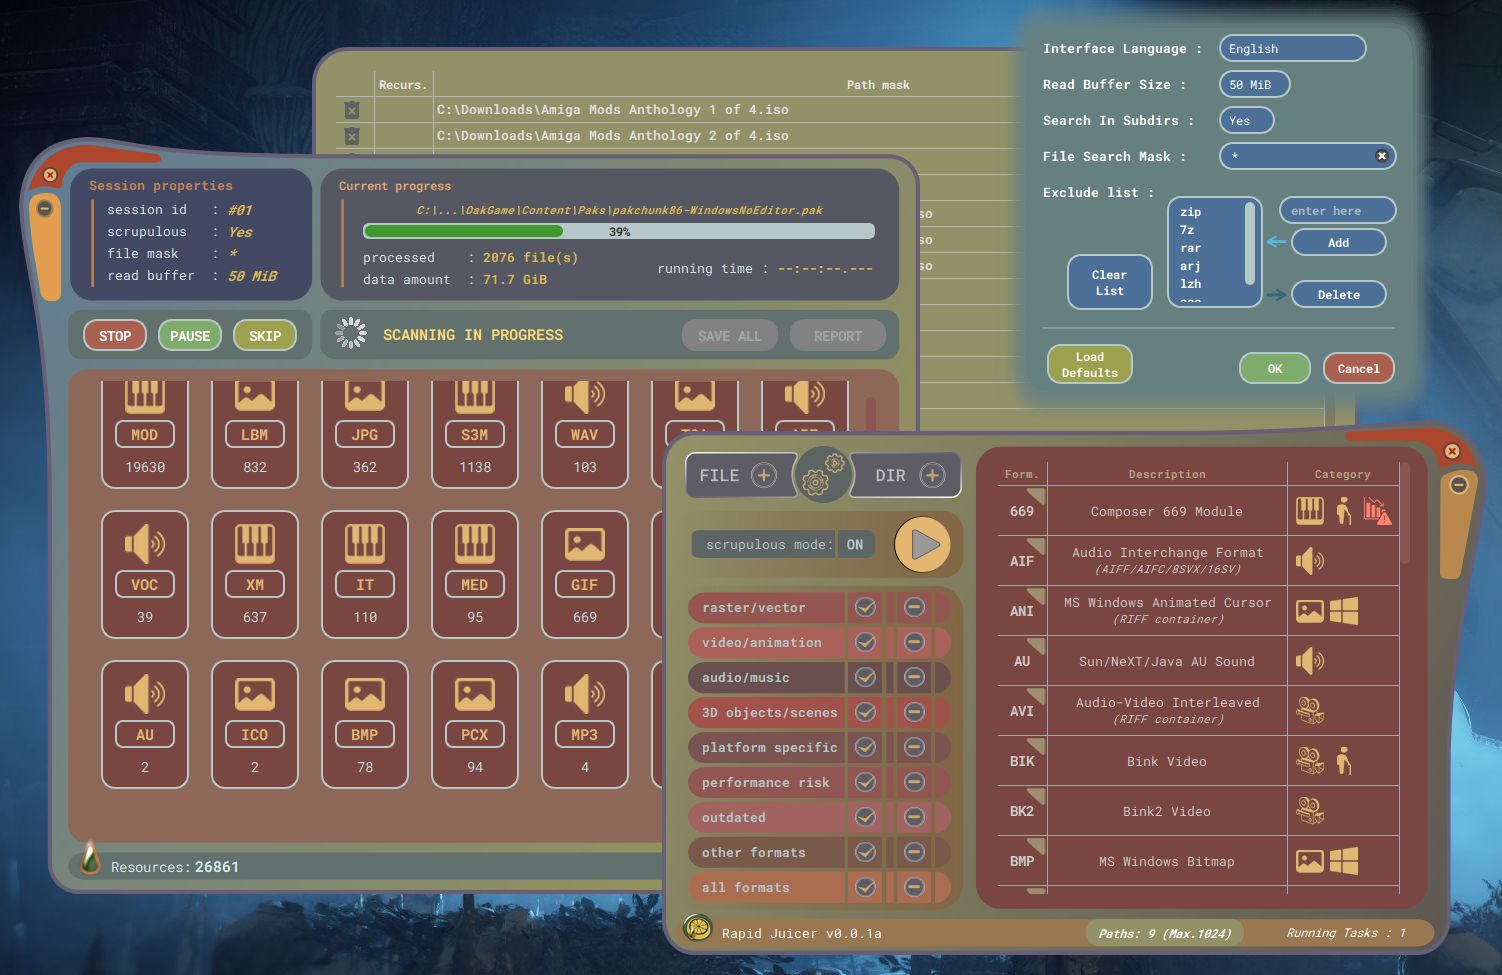 Recurs.
Path mask
C:\Downloads\Amiga Mods Anthology 1 of 4.iso
C:\Downloads\Amiga Mods Anthology 2 of 4.iso
so
so
so
Interface Language :
English
Read Buffer Size :
50 MiB
Search In Subdirs :
Yes
File Search Mask :
*
Exclude list :
zip
7z
rar
arj
lzh
enter here
Add
Delete
Clear
List
Load
Defaults
OK
Cancel
Session properties
session id : #01
scrupulous : Yes
file mask : *
read buffer : 50 MiB
Current progress
C:\...\OakGame\Content\Paks\pakchunk86-WindowsNoEditor.pak
39%
processed : 2076 file(s)
data amount : 71.7 GiB
running time : --:--:--.---
STOP
PAUSE
SKIP
SCANNING IN PROGRESS
SAVE ALL
REPORT
MOD
LBM
JPG
S3M
WAV
19630
832
362
1138
103
VOC
XM
IT
MED
GIF
39
637
110
95
669
AU
ICO
BMP
PCX
MP3
2
2
78
94
4
Resources: 26861
FILE
DIR
scrupulous mode: ON
raster/vector
video/animation
audio/music
3D objects/scenes
platform specific
performance risk
outdated
other formats
all formats
Form.
Description
Category
669
Composer 669 Module
AIF
Audio Interchange Format
(AIFF/AIFC/8SVX/16SV)
ANI
MS Windows Animated Cursor
(RIFF container)
AU
Sun/NeXT/Java AU Sound
AVI
Audio-Video Interleaved
(RIFF container)
BIK
Bink Video
BK2
Bink2 Video
BMP
MS Windows Bitmap
Rapid Juicer v0.0.1a
Paths: 9 (Max.1024)
Running Tasks : 1